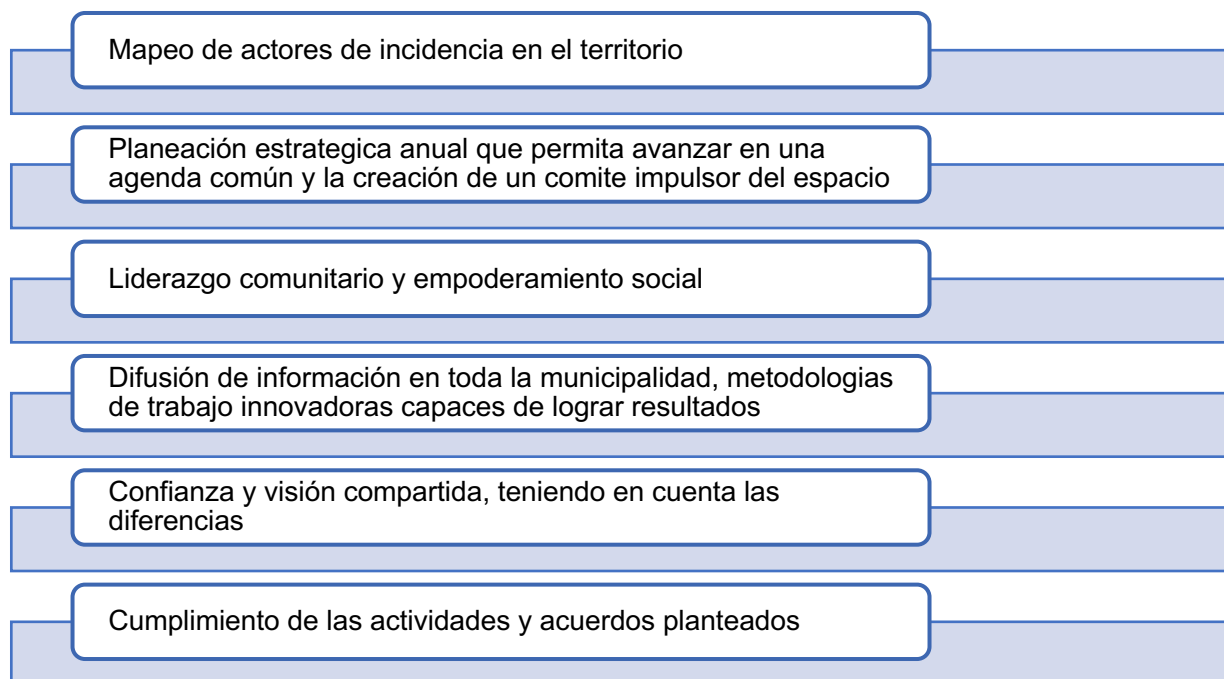 Mapeo de actores de incidencia en el territorio
Planeación estrategica anual que permita avanzar en una
agenda común y la creación de un comite impulsor del espacio
Liderazgo comunitario y empoderamiento social
Difusión de información en toda la municipalidad, metodologias
de trabajo innovadoras capaces de lograr resultados
Confianza y visión compartida, teniendo en cuenta las
diferencias
Cumplimiento de las actividades y acuerdos planteados